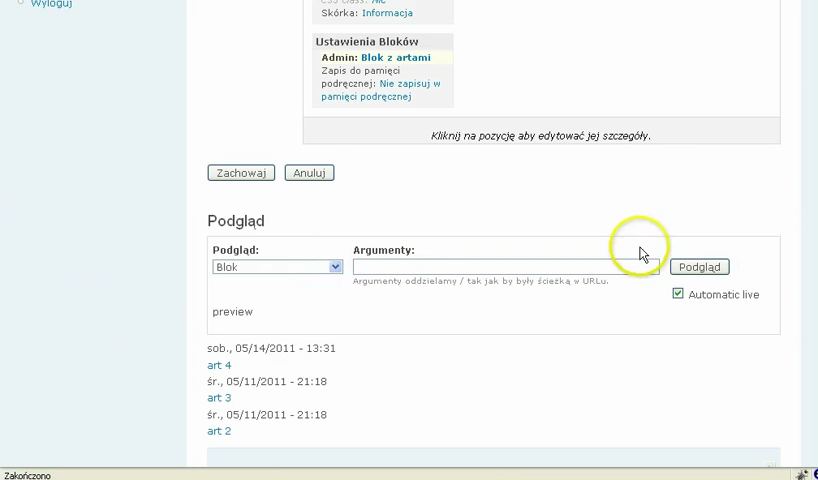 Wyloguj
CSS class: Nic
Skórka: Informacja
Ustawienia Bloków
Admin: Blok z artami
Zapis do pamięci
podręcznej: Nie zapisuj w
pamięci podręcznej
Kliknij na pozycję aby edytować jej szczegóły.
Zachowaj Anuluj
Podgląd
Podgląd: Argumenty:
Blok Podgląd
Argumenty oddzielamy / tak jak by były ścieżką w URLu.
Automatic live
preview
sob., 05/14/2011 - 13:31
art 4
śr., 05/11/2011 - 21:18
art 3
śr., 05/11/2011 - 21:18
art 2
Zakończono